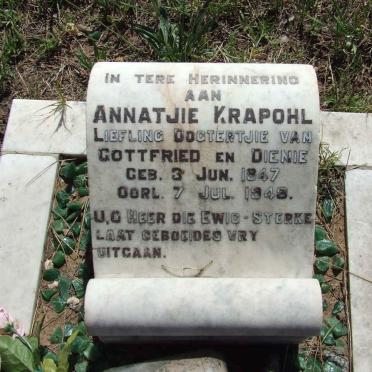 IN TERE HERINNERING
AAN
ANNATJIE KRAPOHL
LIEFLING DOGTERTJIE VAN
GOTTFRIED EN DIEMIE
GEB. 3 JUN. 1947
OORL. 7 JUL. 1948.
U, O HEER DIE EWIG-STERKE
LAAT GEBOEIDES VRY
UITGAAN.